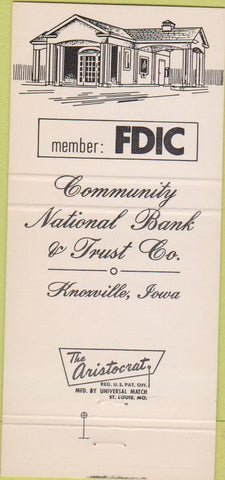 member: FDIC
Community
National Bank
& Trust Co.
Knoxville, Iowa
The
Aristocrat
REG. U.S. PAT. OFF.
MFD. BY UNIVERSAL MATCH
ST. LOUIS, MO.